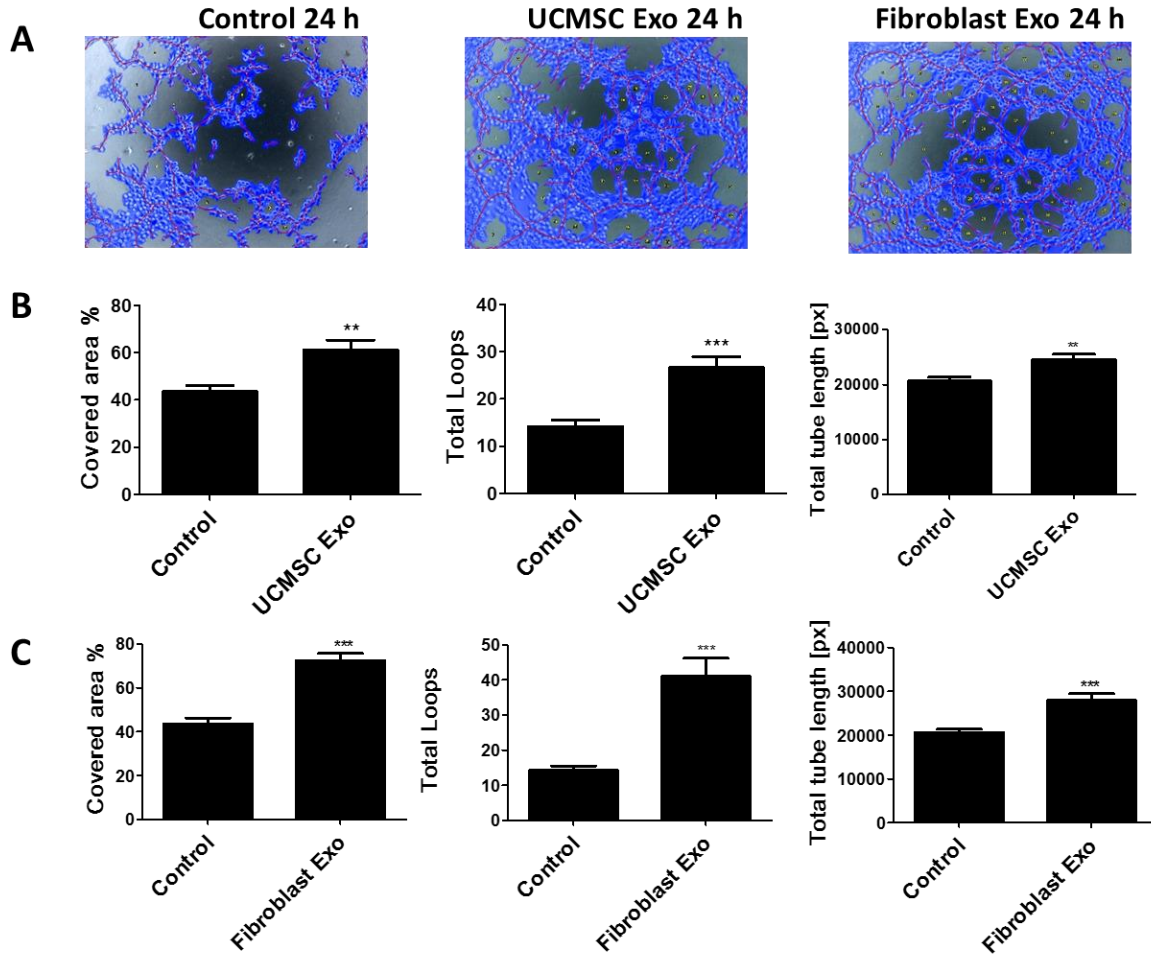 A
Control 24 h
UCMSC Exo 24 h
Fibroblast Exo 24 h
B
Covered area %
80
60
40
20
0
**
Control
UCMSC Exo
Total Loops
40
30
20
10
0
***
Control
UCMSC Exo
Total tube length [px]
30000
20000
10000
0
**
Control
UCMSC Exo
C
Covered area %
80
60
40
20
0
***
Control
Fibroblast Exo
Total Loops
50
40
30
20
10
0
***
Control
Fibroblast Exo
Total tube length [px]
40000
30000
20000
10000
0
***
Control
Fibroblast Exo